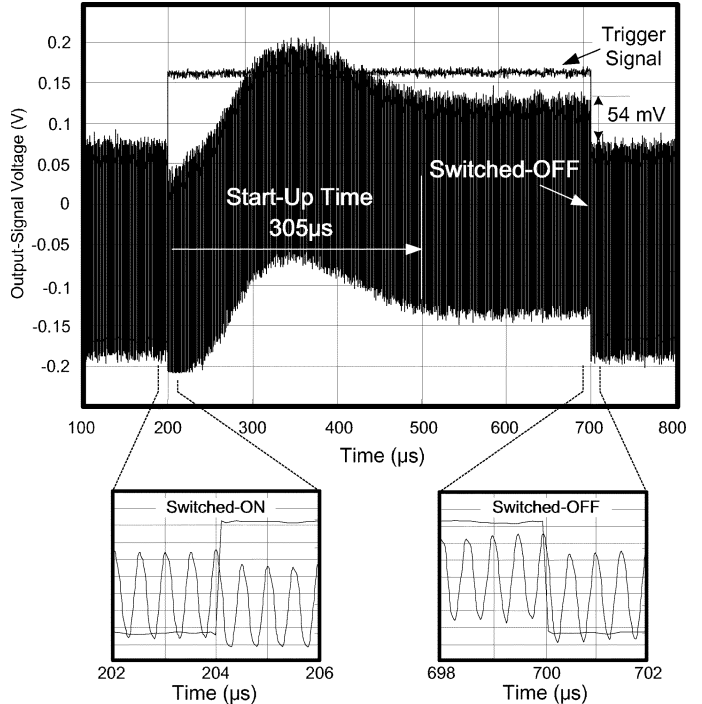 0.2
0.15
0.1
0.05
0
-0.05
-0.1
-0.15
-0.2
Output-Signal Voltage (V)
Trigger
Signal
54 mV
Switched-OFF
Start-Up Time
305µs
100 200 300 400 500 600 700 800
Time (µs)
Switched-ON
202 204 206
Time (µs)
Switched-OFF
698 700 702
Time (µs)